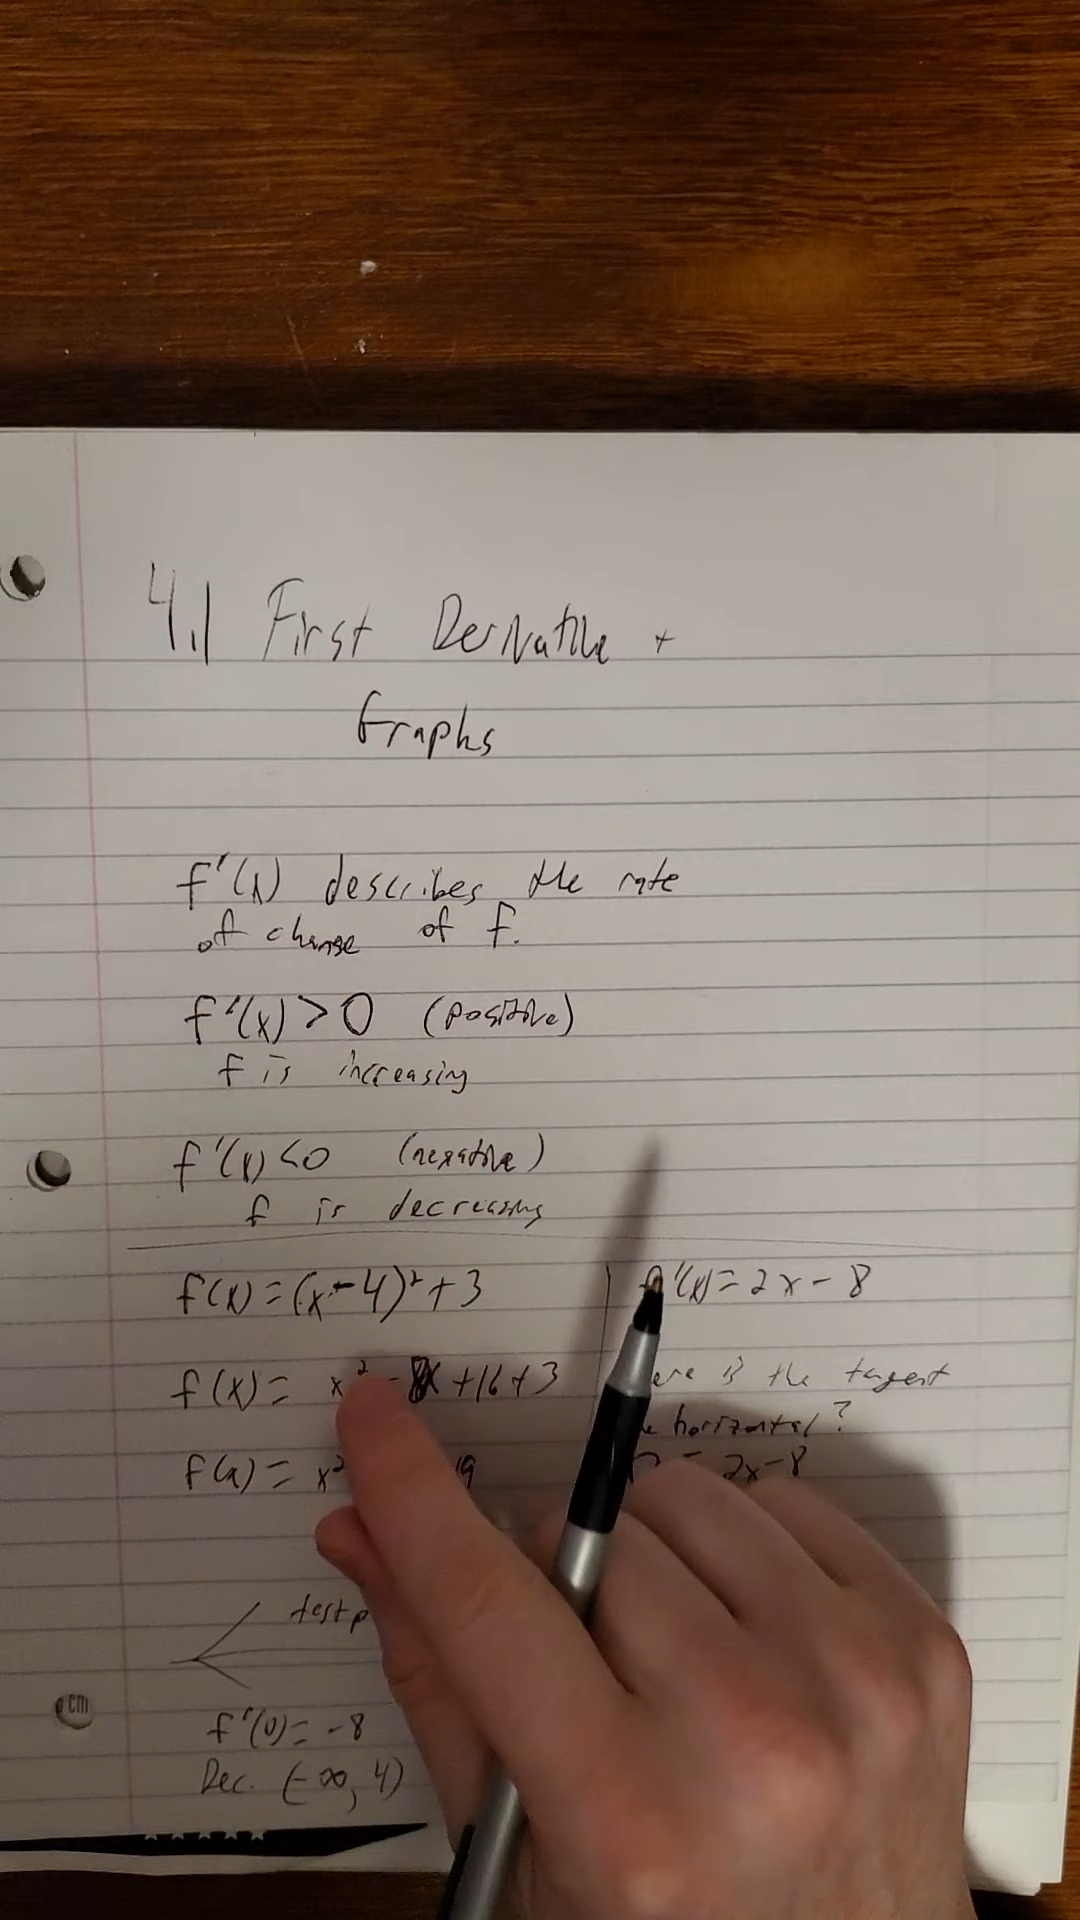 4.1 First Derivative +
Graphs
f'(x) describes the rate
of change of f.
f'(x) > 0 (positive)
f is increasing
f'(x) < 0 (negative)
f is decreasing
f(x) = (x-4)² + 3
f(x) = x² - 8x + 16 + 3
f(x) = x² 19
f'(x) = 2x - 8
is the tangent
horizontal?
= 2x - 8
test
f'(0) = -8
Dec. (-∞, 4)
cm